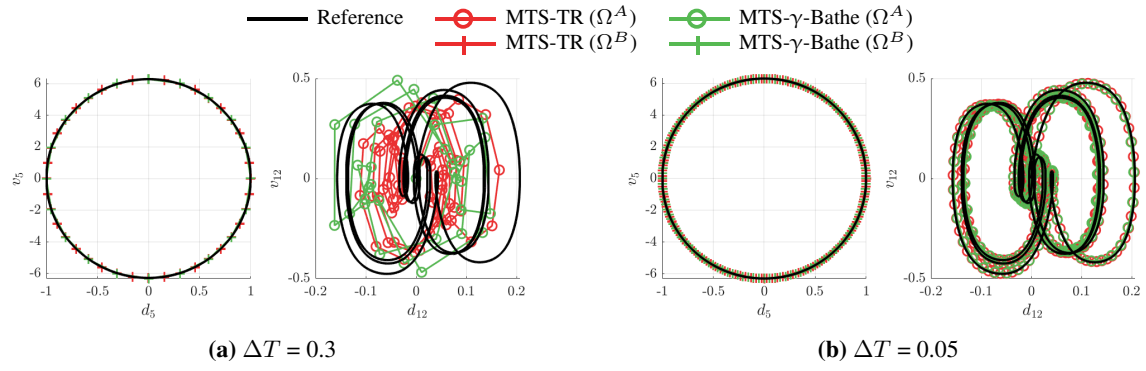 Reference
MTS-TR (Ω^A)
MTS-γ-Bathe (Ω^A)
MTS-TR (Ω^B)
MTS-γ-Bathe (Ω^B)
6
4
2
0
-2
-4
-6
v_5
-1
-0.5
0
0.5
1
d_5
0.5
0
-0.5
v_12
-0.2
-0.1
0
0.1
0.2
d_12
(a) ΔT = 0.3
6
4
2
0
-2
-4
-6
v_5
-1
-0.5
0
0.5
1
d_5
0.5
0
-0.5
v_12
-0.2
-0.1
0
0.1
0.2
d_12
(b) ΔT = 0.05